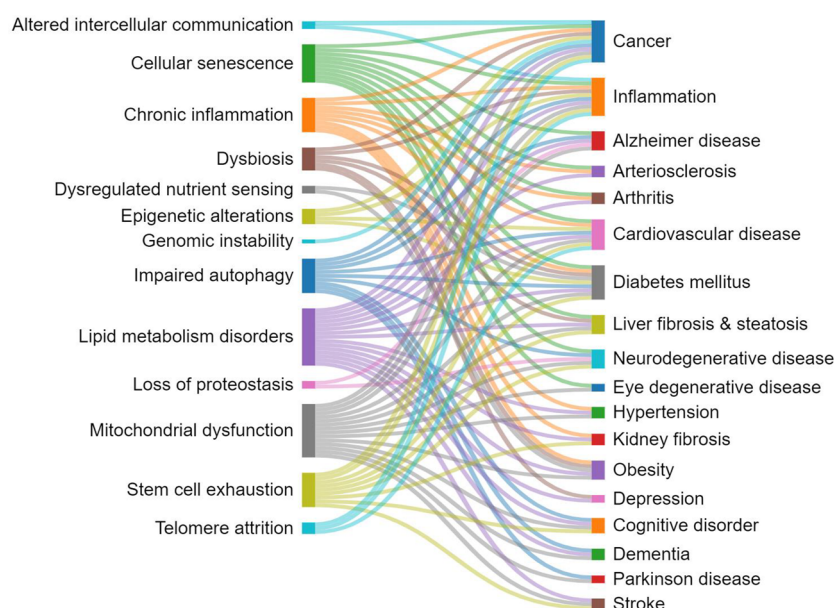 Altered intercellular communication
Cellular senescence
Chronic inflammation
Dysbiosis
Dysregulated nutrient sensing
Epigenetic alterations
Genomic instability
Impaired autophagy
Lipid metabolism disorders
Loss of proteostasis
Mitochondrial dysfunction
Stem cell exhaustion
Telomere attrition
Cancer
Inflammation
Alzheimer disease
Arteriosclerosis
Arthritis
Cardiovascular disease
Diabetes mellitus
Liver fibrosis & steatosis
Neurodegenerative disease
Eye degenerative disease
Hypertension
Kidney fibrosis
Obesity
Depression
Cognitive disorder
Dementia
Parkinson disease
Stroke